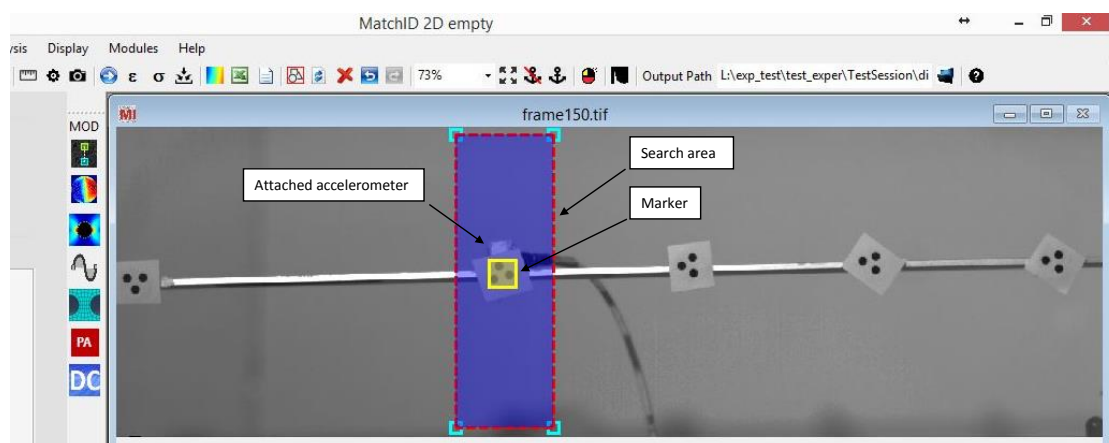 MatchID 2D empty
ysis Display Modules Help
ε σ 73% Output Path L:\exp_test\test_exper\TestSession\di
MOD
MI frame150.tif
Search area
Attached accelerometer
Marker
PA
DC